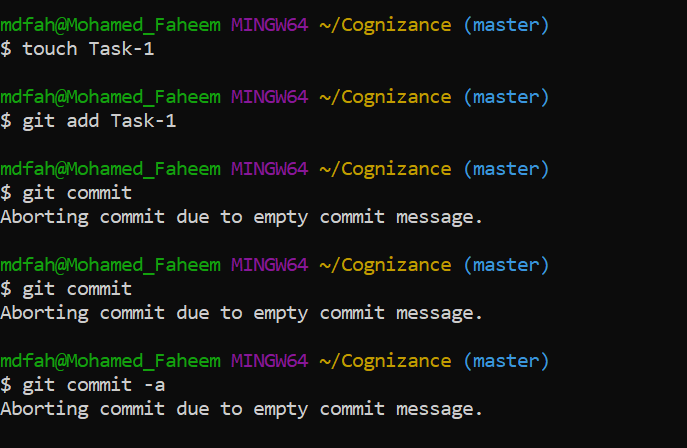 mdfah@Mohamed_Faheem MINGW64 ~/Cognizance (master)
$ touch Task-1
mdfah@Mohamed_Faheem MINGW64 ~/Cognizance (master)
$ git add Task-1
mdfah@Mohamed_Faheem MINGW64 ~/Cognizance (master)
$ git commit
Aborting commit due to empty commit message.
mdfah@Mohamed_Faheem MINGW64 ~/Cognizance (master)
$ git commit
Aborting commit due to empty commit message.
mdfah@Mohamed_Faheem MINGW64 ~/Cognizance (master)
$ git commit -a
Aborting commit due to empty commit message.